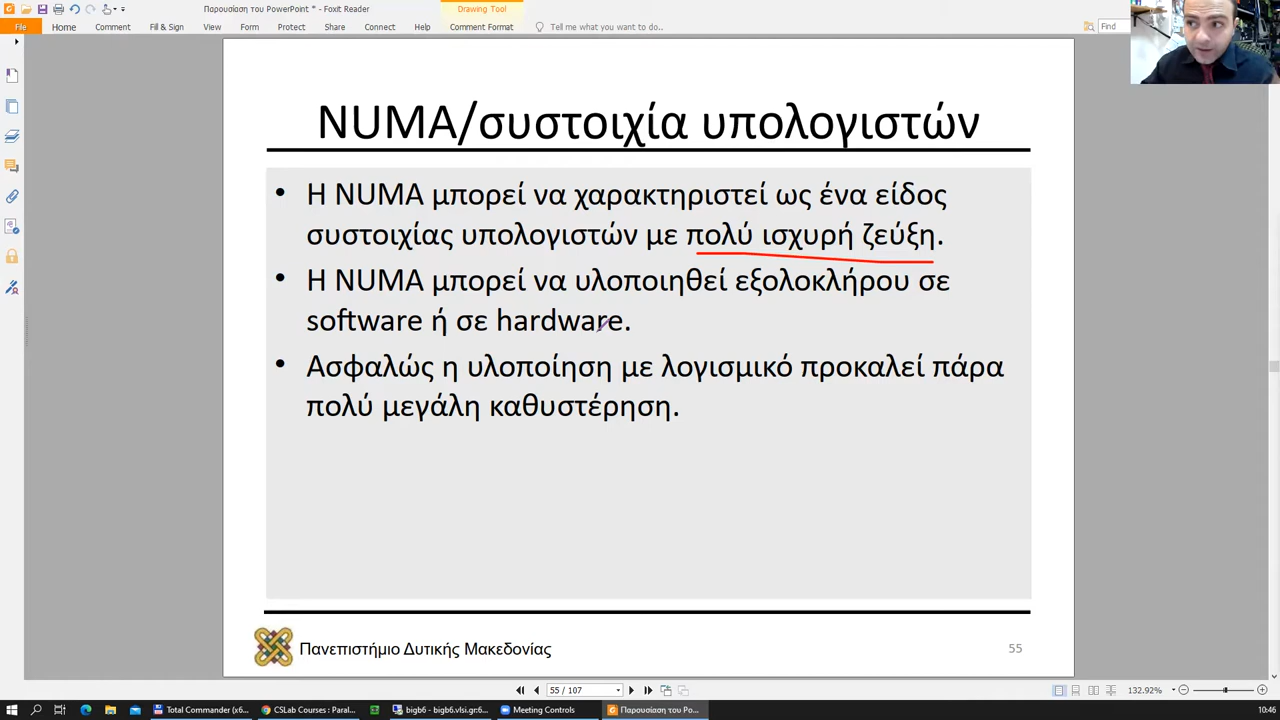 Παρουσίαση του PowerPoint * - Foxit Reader
Drawing Tool
File Home Comment Fill & Sign View Form Protect Share Connect Help Comment Format Tell me what you want to do... Find
NUMA/συστοιχία υπολογιστών
• Η NUMA μπορεί να χαρακτηριστεί ως ένα είδος
συστοιχίας υπολογιστών με πολύ ισχυρή ζεύξη.
• Η NUMA μπορεί να υλοποιηθεί εξολοκλήρου σε
software ή σε hardware.
• Ασφαλώς η υλοποίηση με λογισμικό προκαλεί πάρα
πολύ μεγάλη καθυστέρηση.
Πανεπιστήμιο Δυτικής Μακεδονίας
55
55 / 107
132.92%
Total Commander (x6... CSLab Courses : Paral... bigb6 - bigb6.vlsi.gr:6... Meeting Controls Παρουσίαση του Po... 10:46